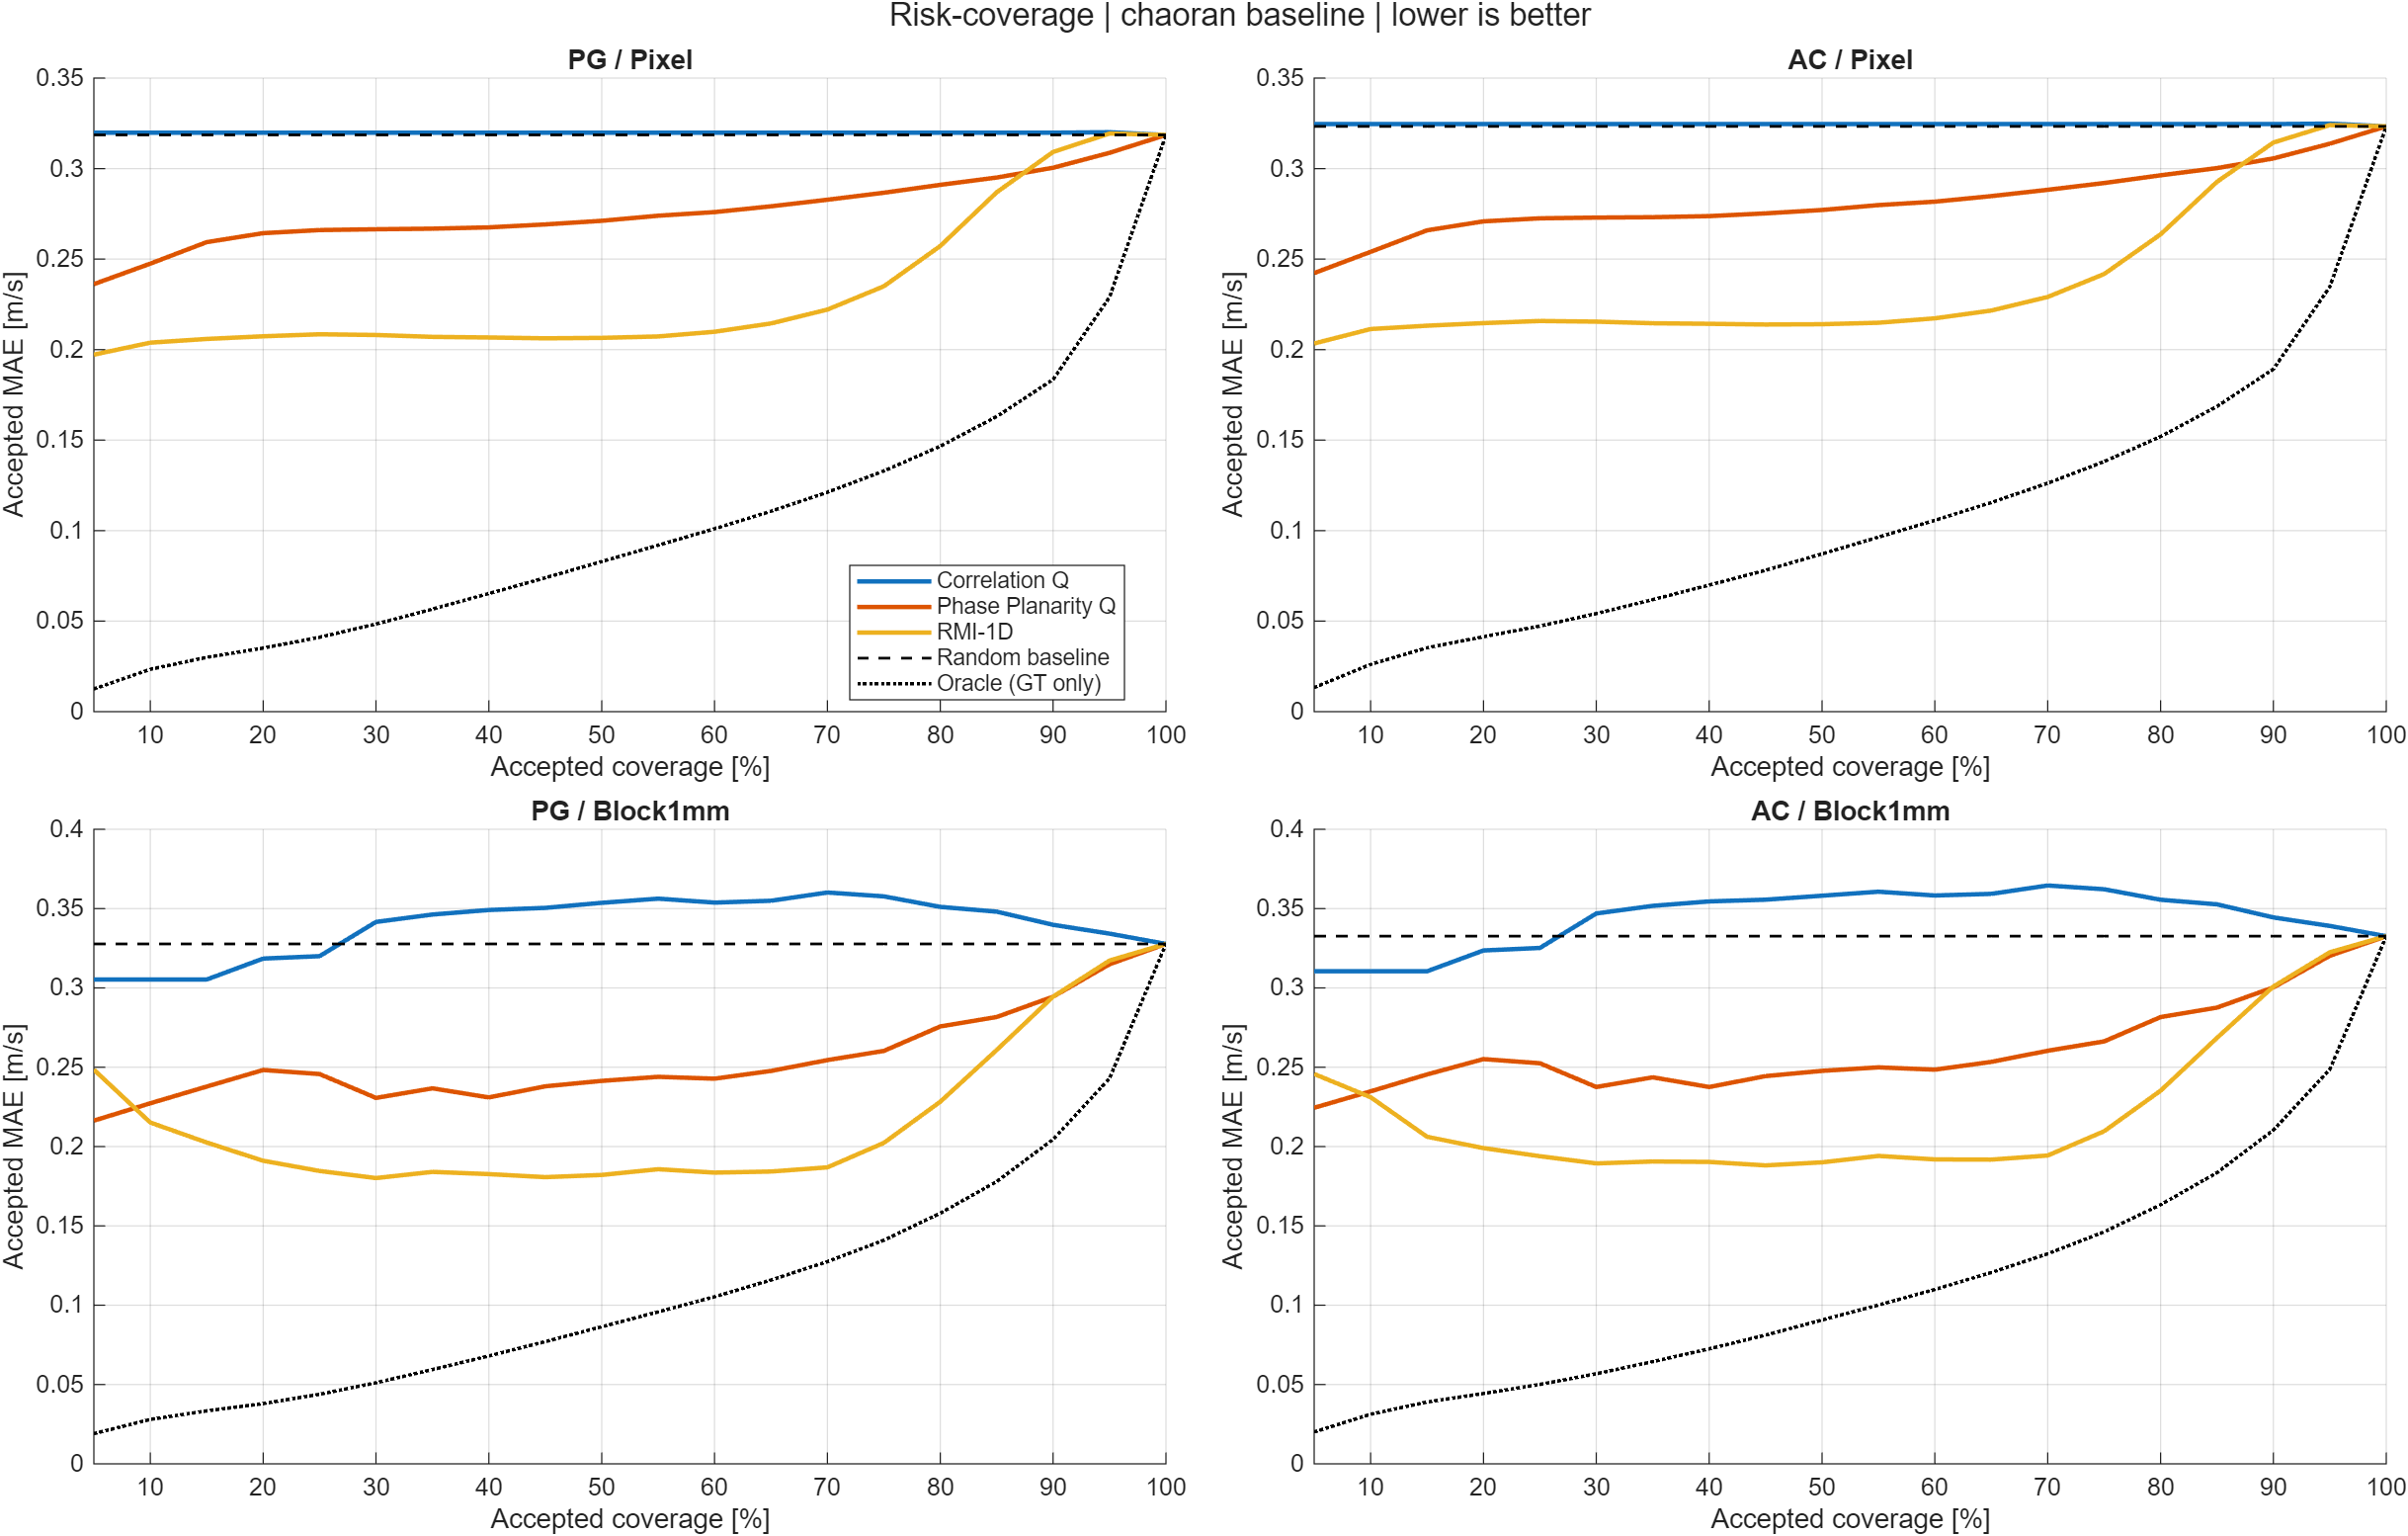 Risk-coverage | chaoran baseline | lower is better
PG / Pixel
0.35
0.3
0.25
0.2
0.15
0.1
0.05
0
Accepted MAE [m/s]
10 20 30 40 50 60 70 80 90 100
Accepted coverage [%]
Correlation Q
Phase Planarity Q
RMI-1D
Random baseline
Oracle (GT only)
AC / Pixel
0.35
0.3
0.25
0.2
0.15
0.1
0.05
0
Accepted MAE [m/s]
10 20 30 40 50 60 70 80 90 100
Accepted coverage [%]
PG / Block1mm
0.4
0.35
0.3
0.25
0.2
0.15
0.1
0.05
0
Accepted MAE [m/s]
10 20 30 40 50 60 70 80 90 100
Accepted coverage [%]
AC / Block1mm
0.4
0.35
0.3
0.25
0.2
0.15
0.1
0.05
0
Accepted MAE [m/s]
10 20 30 40 50 60 70 80 90 100
Accepted coverage [%]